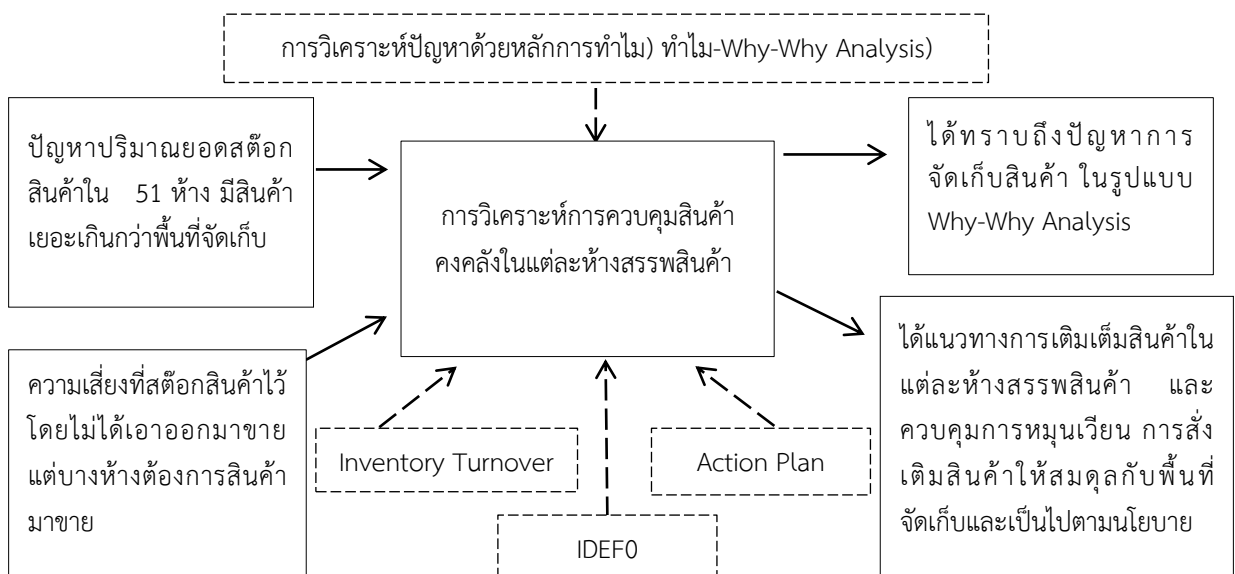 การวิเคราะห์ปัญหาด้วยหลักการทำไม) ทำไม-Why-Why Analysis)
ปัญหาปริมาณยอดสต๊อก
สินค้าใน 51 ห้าง มีสินค้า
เยอะเกินกว่าพื้นที่จัดเก็บ
การวิเคราะห์การควบคุมสินค้า
คงคลังในแต่ละห้างสรรพสินค้า
ได้ทราบถึงปัญหาการ
จัดเก็บสินค้า ในรูปแบบ
Why-Why Analysis
ความเสี่ยงที่สต๊อกสินค้าไว้
โดยไม่ได้เอาออกมาขาย
แต่บางห้างต้องการสินค้า
มาขาย
Inventory Turnover
IDEF0
Action Plan
ได้แนวทางการเติมเต็มสินค้าใน
แต่ละห้างสรรพสินค้า และ
ควบคุมการหมุนเวียน การสั่ง
เติมสินค้าให้สมดุลกับพื้นที่
จัดเก็บและเป็นไปตามนโยบาย